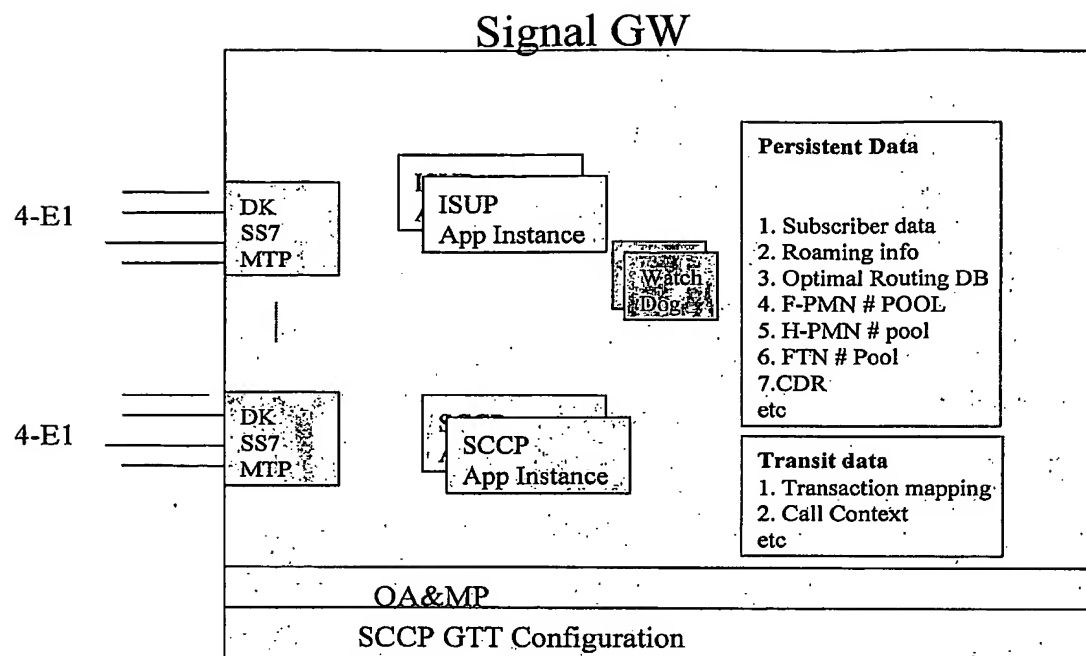 Signal GW
4-E1
DK
SS7
MTP
ISUP
App Instance
Watch
Dog
Persistent Data
1. Subscriber data
2. Roaming info
3. Optimal Routing DB
4. F-PMN # POOL
5. H-PMN # pool
6. FTN # Pool
7.CDR
etc
4-E1
DK
SS7
MTP
SCCP
App Instance
Transit data
1. Transaction mapping
2. Call Context
etc
OA&MP
SCCP GTT Configuration